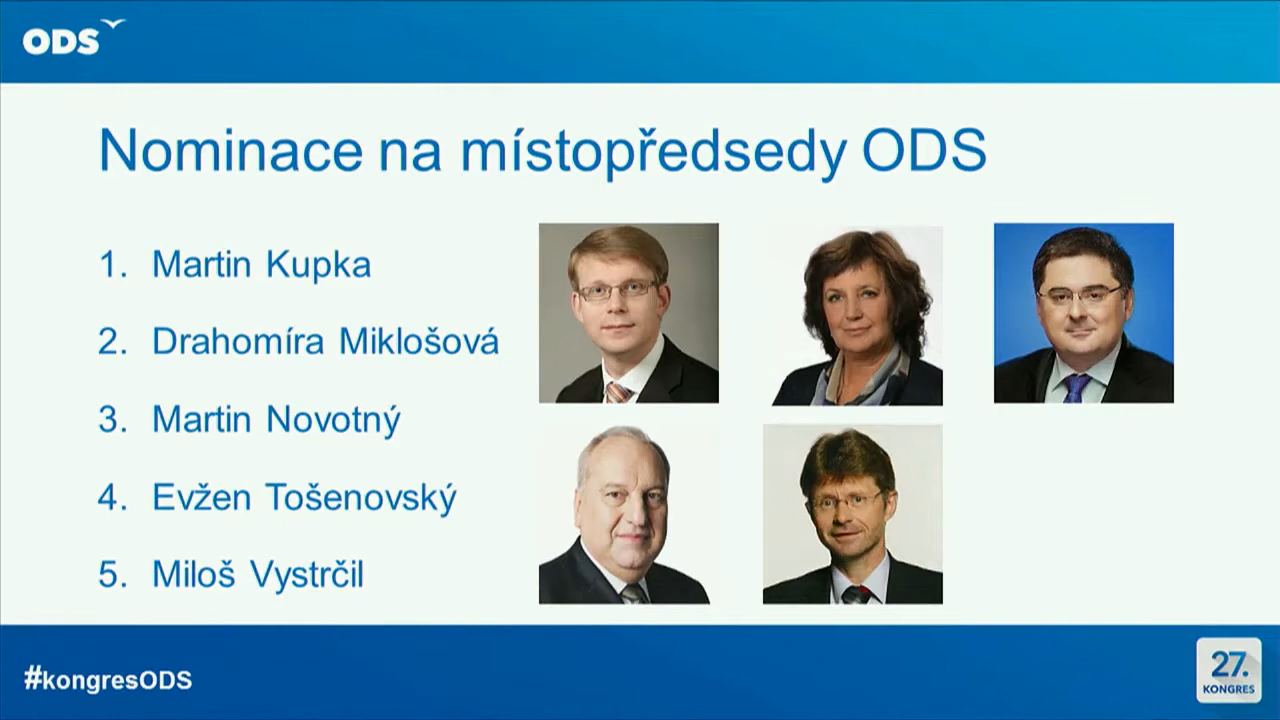 ODS
Nominace na místopředsedy ODS
1. Martin Kupka
2. Drahomíra Miklošová
3. Martin Novotný
4. Evžen Tošenovský
5. Miloš Vystrčil
#kongresODS
27.
KONGRES